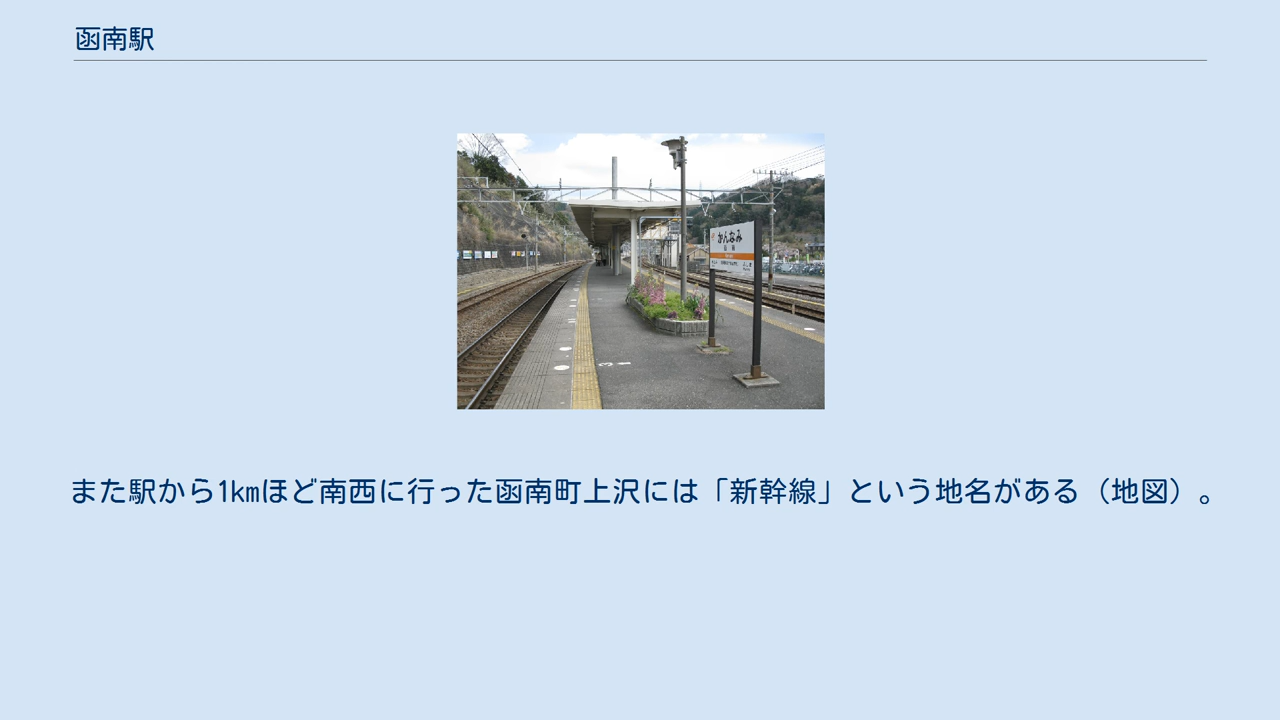 函南駅
かんなみ
3
また駅から1kmほど南西に行った函南町上沢には「新幹線」という地名がある（地図）。